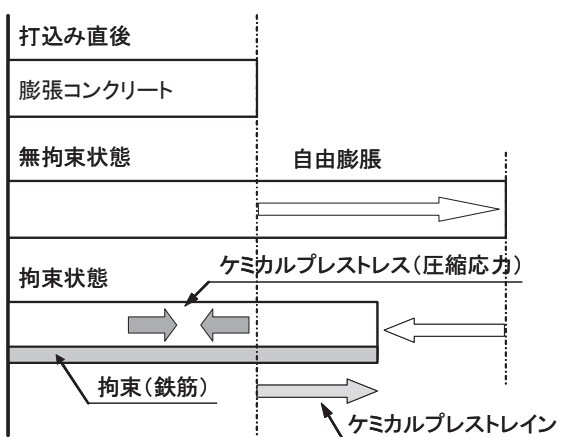 打込み直後
膨張コンクリート
無拘束状態
自由膨脹
拘束状態
ケミカルプレストレス（圧縮応力）
拘束（鉄筋）
ケミカルプレストレイン